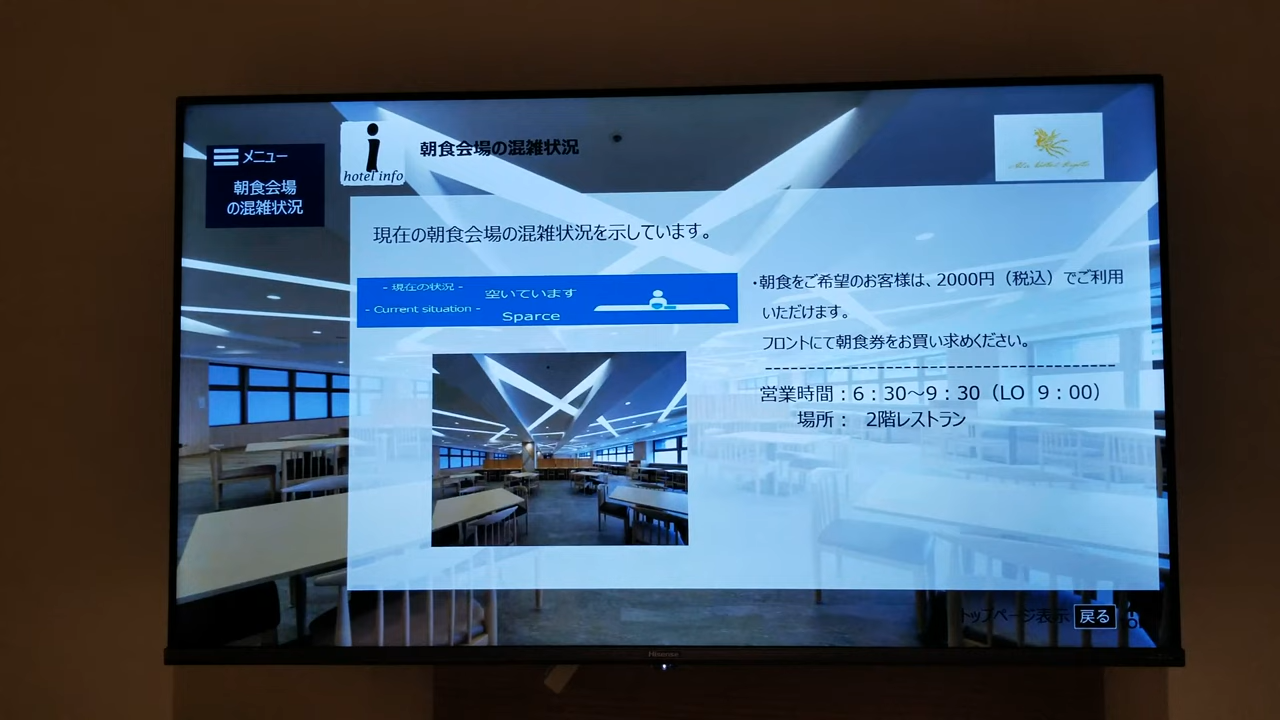 メニュー
朝食会場
の混雑状況
hotel info
朝食会場の混雑状況
現在の朝食会場の混雑状況を示しています。
- 現在の状況 -
空いています
- Current situation -
Sparce
・朝食をご希望のお客様は、2000円（税込）でご利用
いただけます。
フロントにて朝食券をお買い求めください。
営業時間：6：30～9：30（LO 9：00）
場所： 2階レストラン
トップページ表示 戻る
Hisense